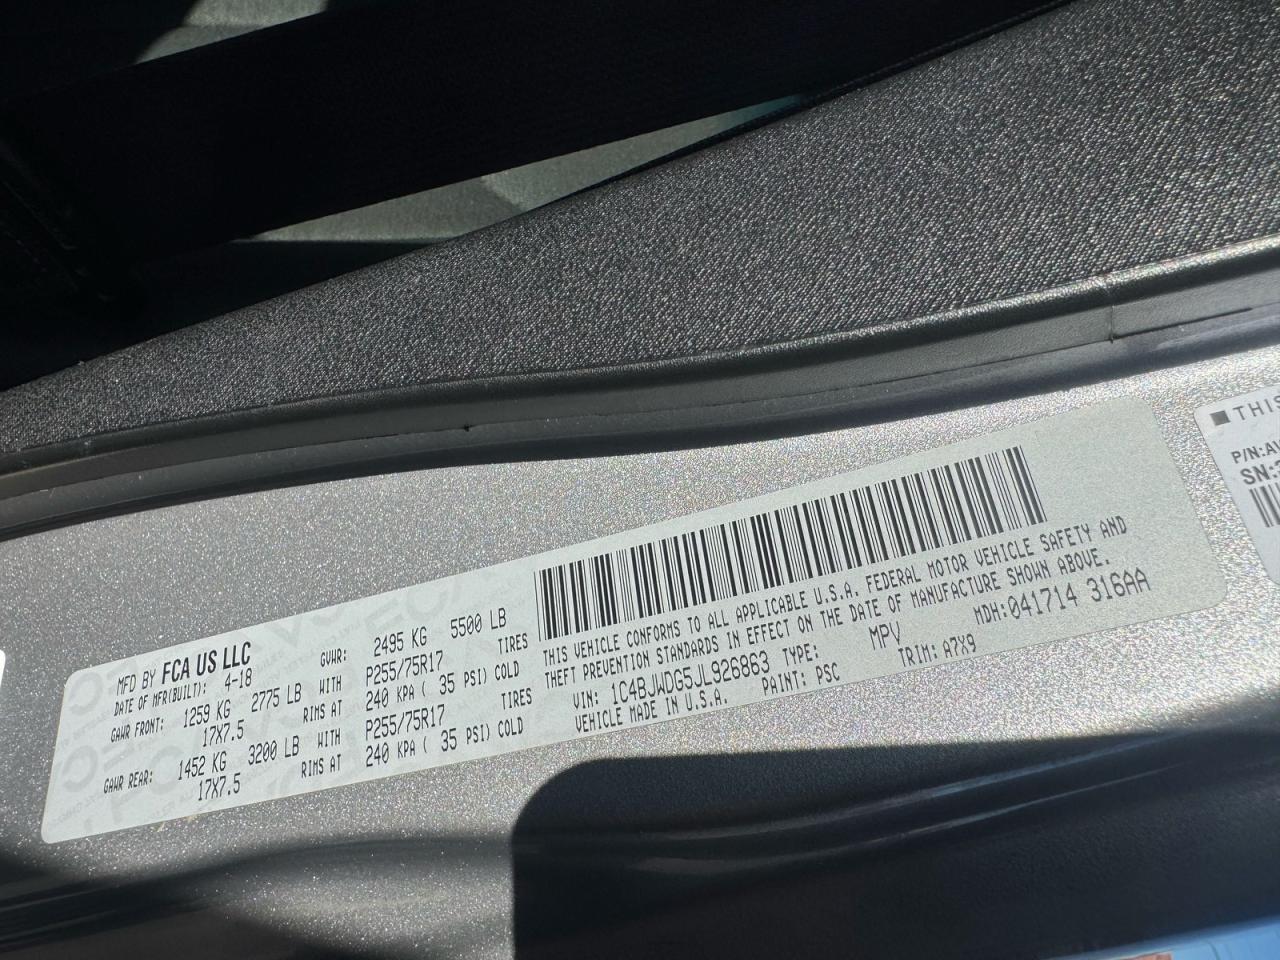 MFD BY FCA US LLC
DATE OF MFR(BUILT): 4-18 GVWR: 2495 KG 5500 LB
GAWR FRONT: 1259 KG 2775 LB WITH P255/75R17 TIRES
17X7.5 RIMS AT 240 KPA ( 35 PSI) COLD
GAWR REAR: 1452 KG 3200 LB WITH P255/75R17 TIRES
17X7.5 RIMS AT 240 KPA ( 35 PSI) COLD
THIS VEHICLE CONFORMS TO ALL APPLICABLE U.S.A. FEDERAL MOTOR VEHICLE SAFETY AND
THEFT PREVENTION STANDARDS IN EFFECT ON THE DATE OF MANUFACTURE SHOWN ABOVE.
VIN: 1C4BJWDG5JL926863 TYPE: MPV MDH: 041714 316AA
VEHICLE MADE IN U.S.A. PAINT: PSC TRIM: A7X9
THIS
P/N:
SN: